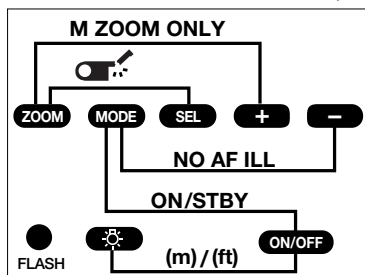 M ZOOM ONLY
ZOOM MODE SEL + −
NO AF ILL
ON/STBY
FLASH (m) / (ft) ON/OFF